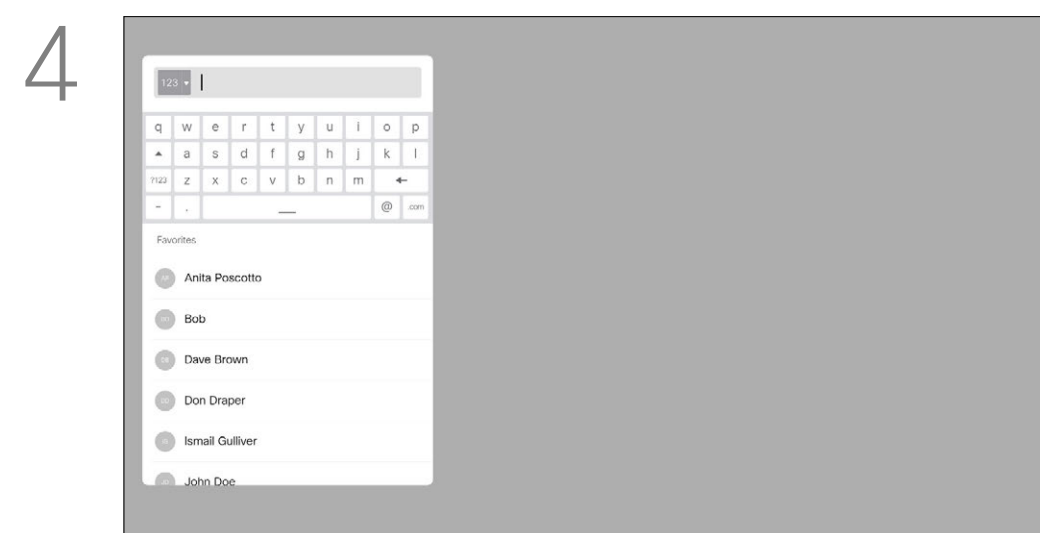 4
123
q w e r t y u i o p
a s d f g h j k l
?123 z x c v b n m
- . _ @ .com
Favorites
Anita Poscotto
Bob
Dave Brown
Don Draper
Ismail Gulliver
John Doe